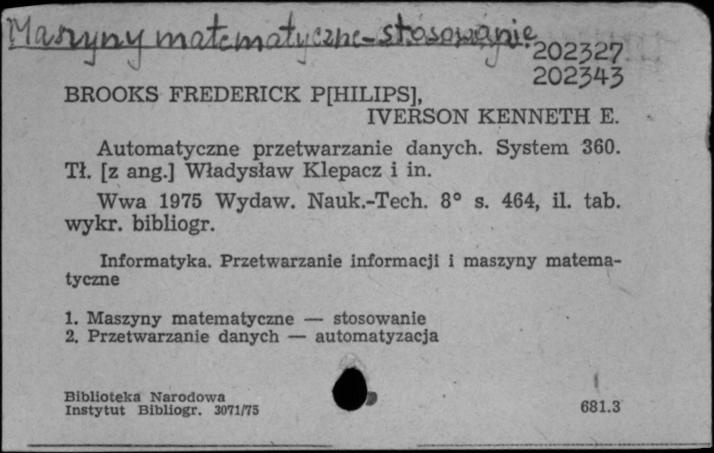 Maszyny matematyczne - stosowanie
202327
202343
BROOKS FREDERICK P[HILIPS],
IVERSON KENNETH E.
Automatyczne przetwarzanie danych. System 360.
Tł. [z ang.] Władysław Klepacz i in.
Wwa 1975 Wydaw. Nauk.-Tech. 8° s. 464, il. tab.
wykr. bibliogr.
Informatyka. Przetwarzanie informacji i maszyny matema-
tyczne
1. Maszyny matematyczne — stosowanie
2. Przetwarzanie danych — automatyzacja
Biblioteka Narodowa
Instytut Bibliogr. 3071/75
681.3